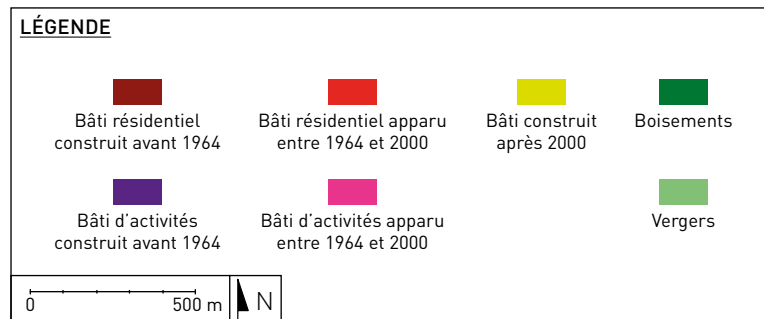 LÉGENDE
Bâti résidentiel
construit avant 1964
Bâti résidentiel apparu
entre 1964 et 2000
Bâti construit
après 2000
Boisements
Bâti d'activités
construit avant 1964
Bâti d'activités apparu
entre 1964 et 2000
Vergers
0 500 m N